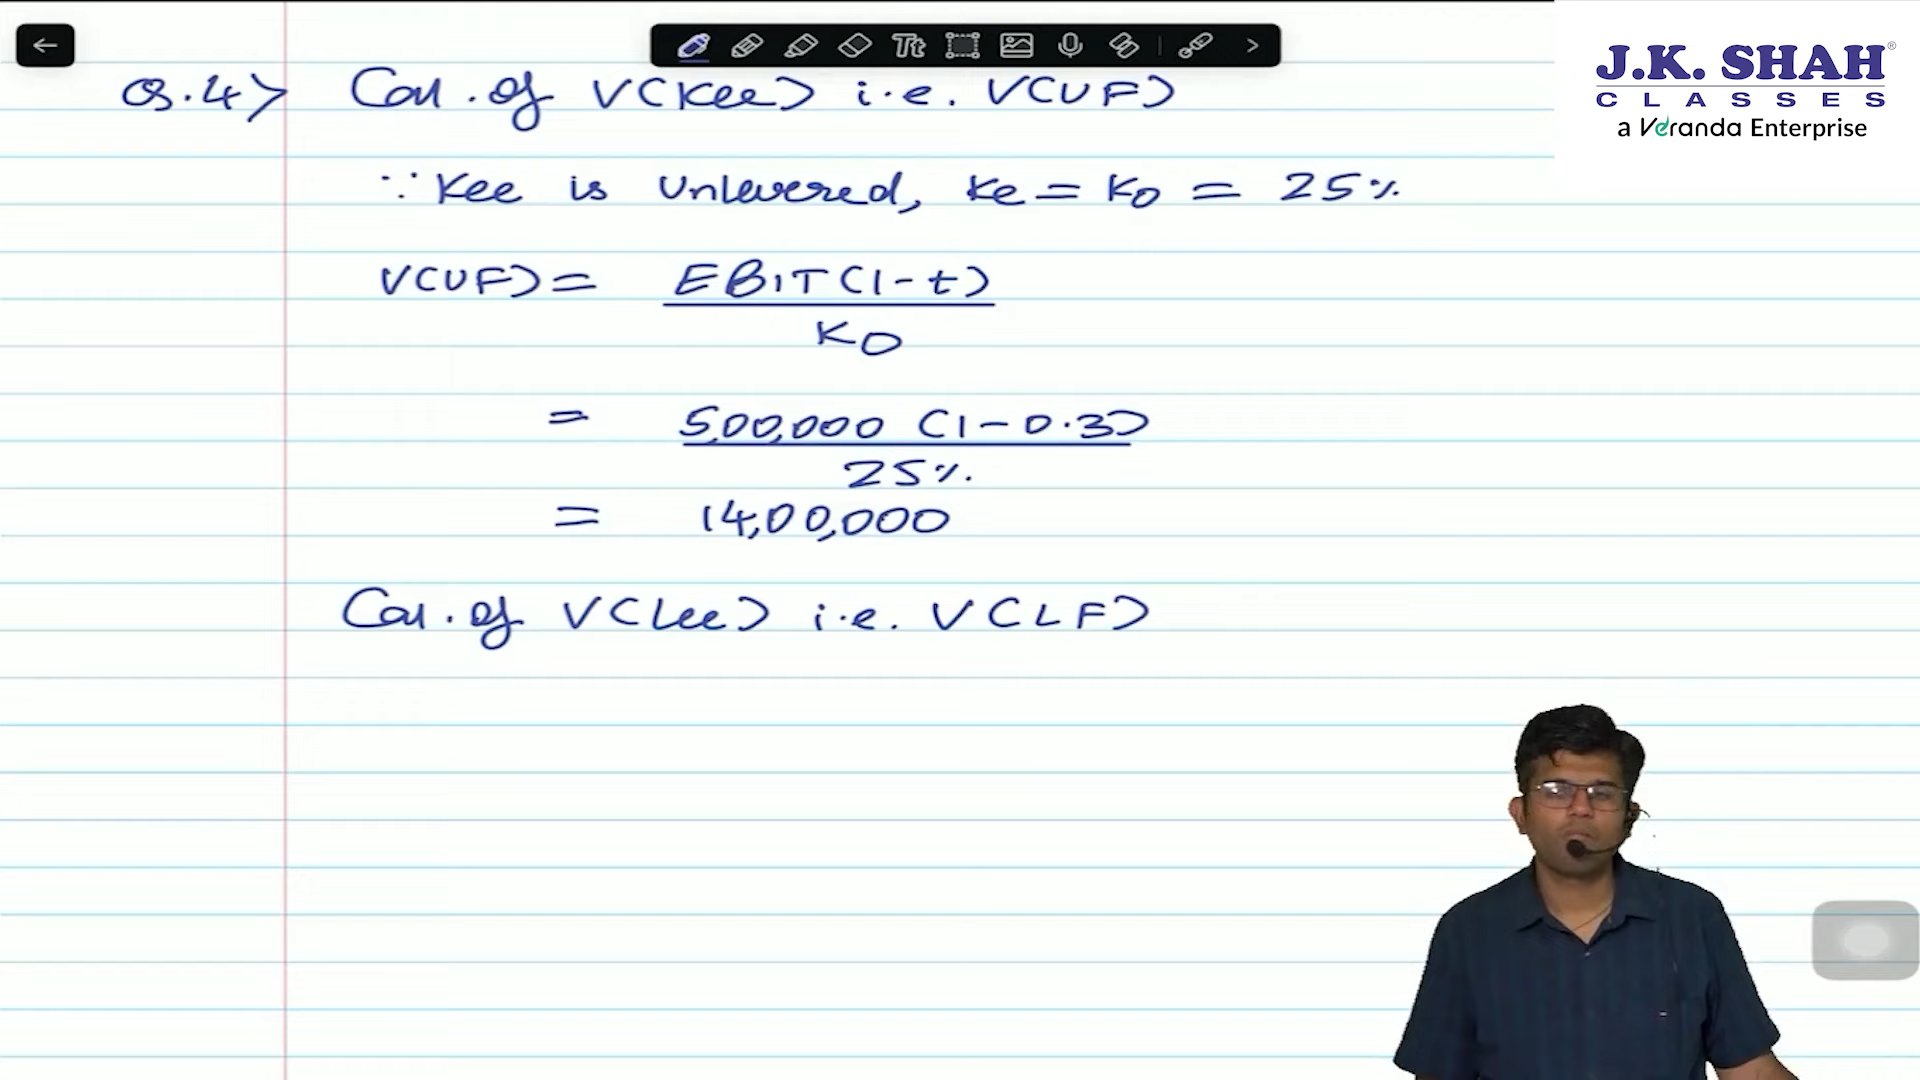 Tt
J.K. SHAH®
CLASSES
a Veranda Enterprise
Q.4> Cal. of V(Kee) i.e. V(UF)
∵ Kee is Unlevered, Ke = Ko = 25%
V(UF) = EBIT(1-t)
Ko
= 5,00,000 (1-0.3)
25%
= 14,00,000
Cal. of V(Lee) i.e. V(LF)